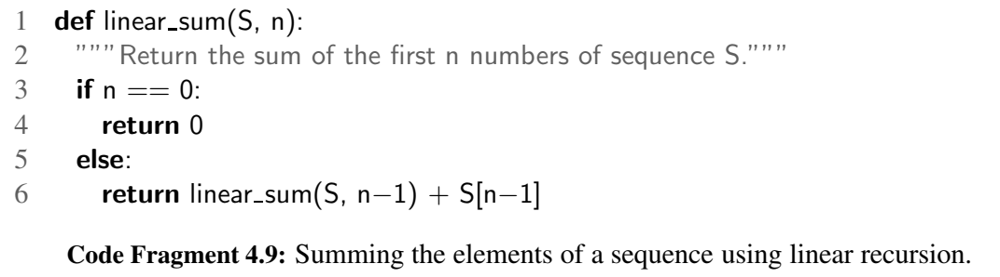 1 def linear_sum(S, n):
2 """Return the sum of the first n numbers of sequence S."""
3 if n == 0:
4 return 0
5 else:
6 return linear_sum(S, n−1) + S[n−1]
Code Fragment 4.9: Summing the elements of a sequence using linear recursion.